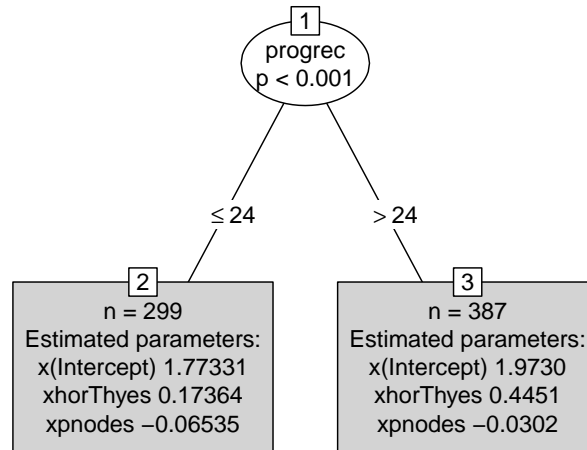 1
progrec
p < 0.001
≤ 24
> 24
2
n = 299
Estimated parameters:
x(Intercept) 1.77331
xhorThyes 0.17364
xpnodes −0.06535
3
n = 387
Estimated parameters:
x(Intercept) 1.9730
xhorThyes 0.4451
xpnodes −0.0302